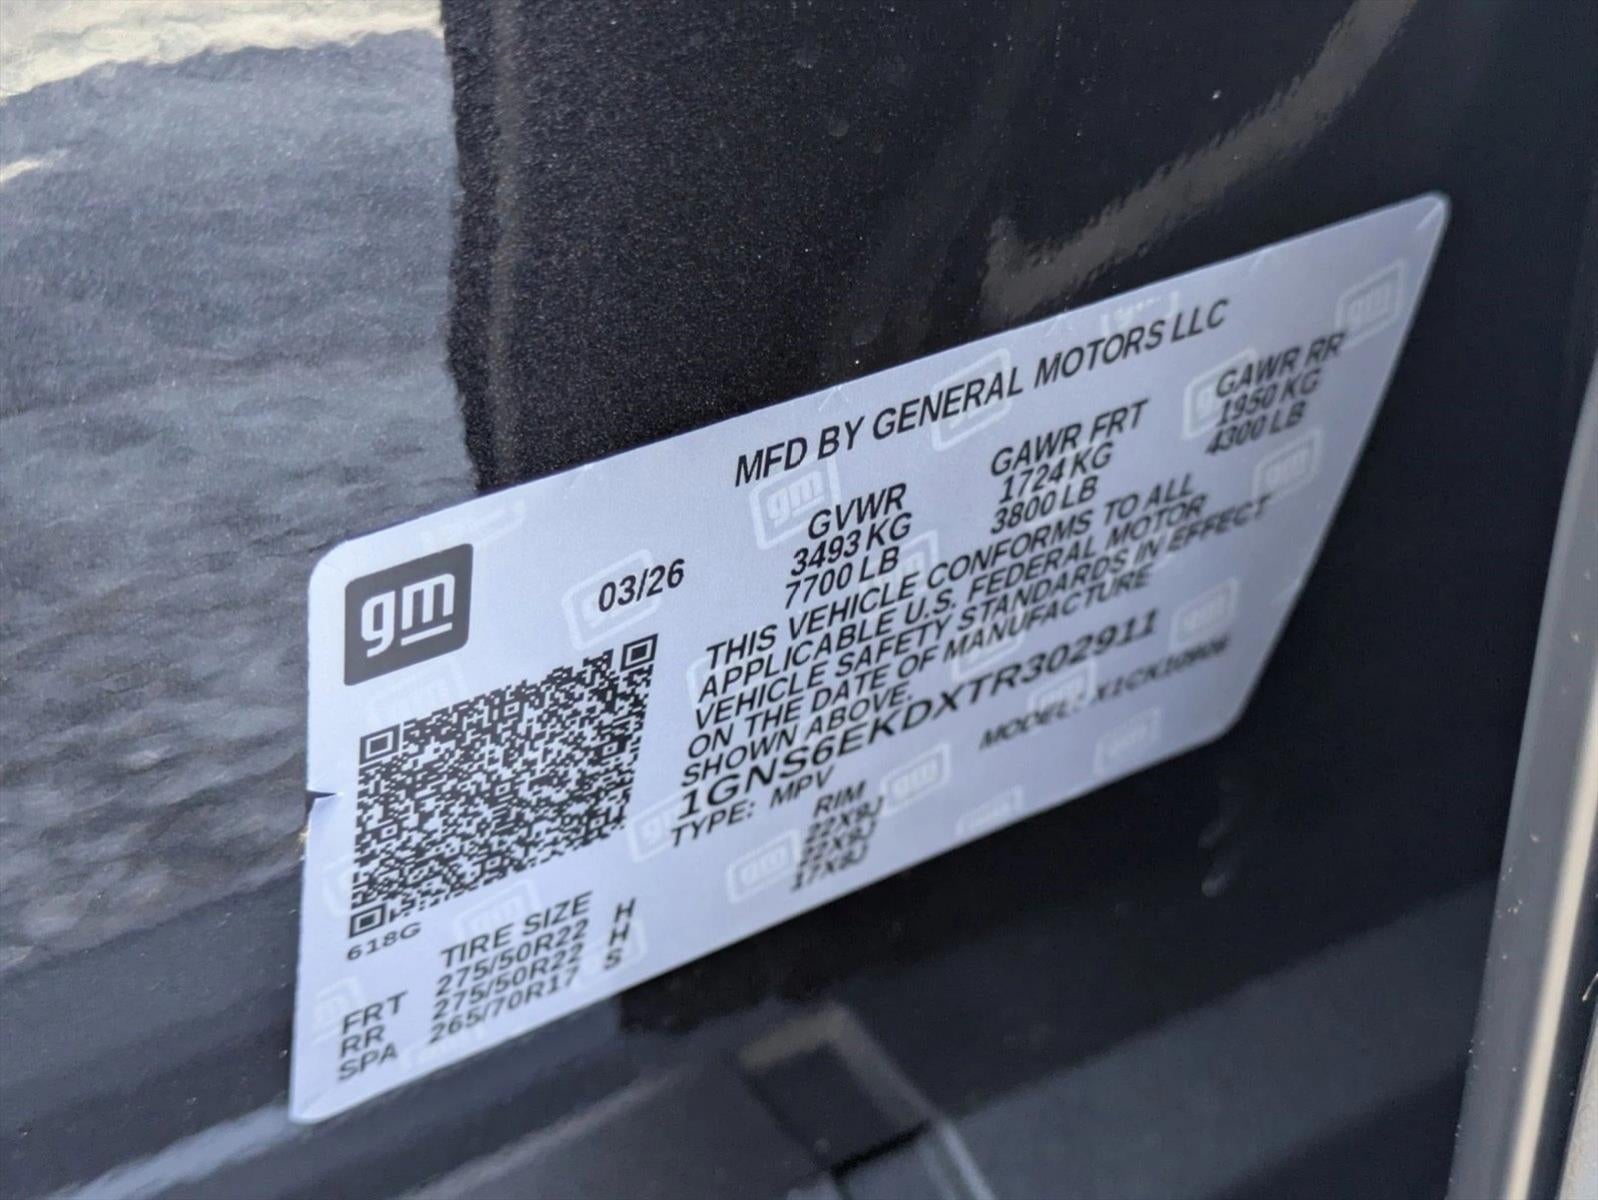 MFD BY GENERAL MOTORS LLC
gm
03/26
GVWR GAWR FRT GAWR RR
3493 KG 1724 KG 1950 KG
7700 LB 3800 LB 4300 LB
THIS VEHICLE CONFORMS TO ALL
APPLICABLE U.S. FEDERAL MOTOR
VEHICLE SAFETY STANDARDS IN EFFECT
ON THE DATE OF MANUFACTURE
SHOWN ABOVE.
1GNS6EKDXTR302911
TYPE: MPV MODEL: X1CK10906
618G
TIRE SIZE RIM
FRT 275/50R22 H 22X9J
RR 275/50R22 H 22X9J
SPA 265/70R17 S 17X8J